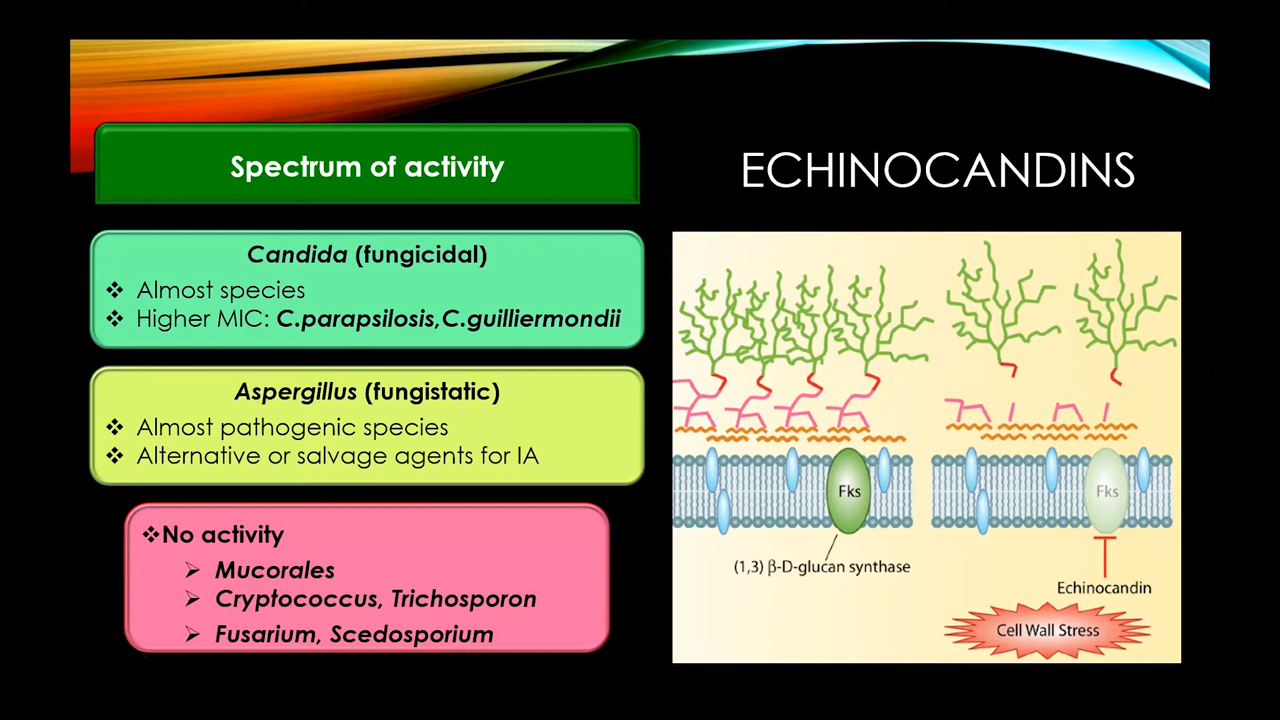 Spectrum of activity
ECHINOCANDINS
Candida (fungicidal)
❖ Almost species
❖ Higher MIC: C.parapsilosis,C.guilliermondii
Aspergillus (fungistatic)
❖ Almost pathogenic species
❖ Alternative or salvage agents for IA
❖No activity
➢ Mucorales
➢ Cryptococcus, Trichosporon
➢ Fusarium, Scedosporium
Fks
Fks
(1,3) β-D-glucan synthase
Echinocandin
Cell Wall Stress